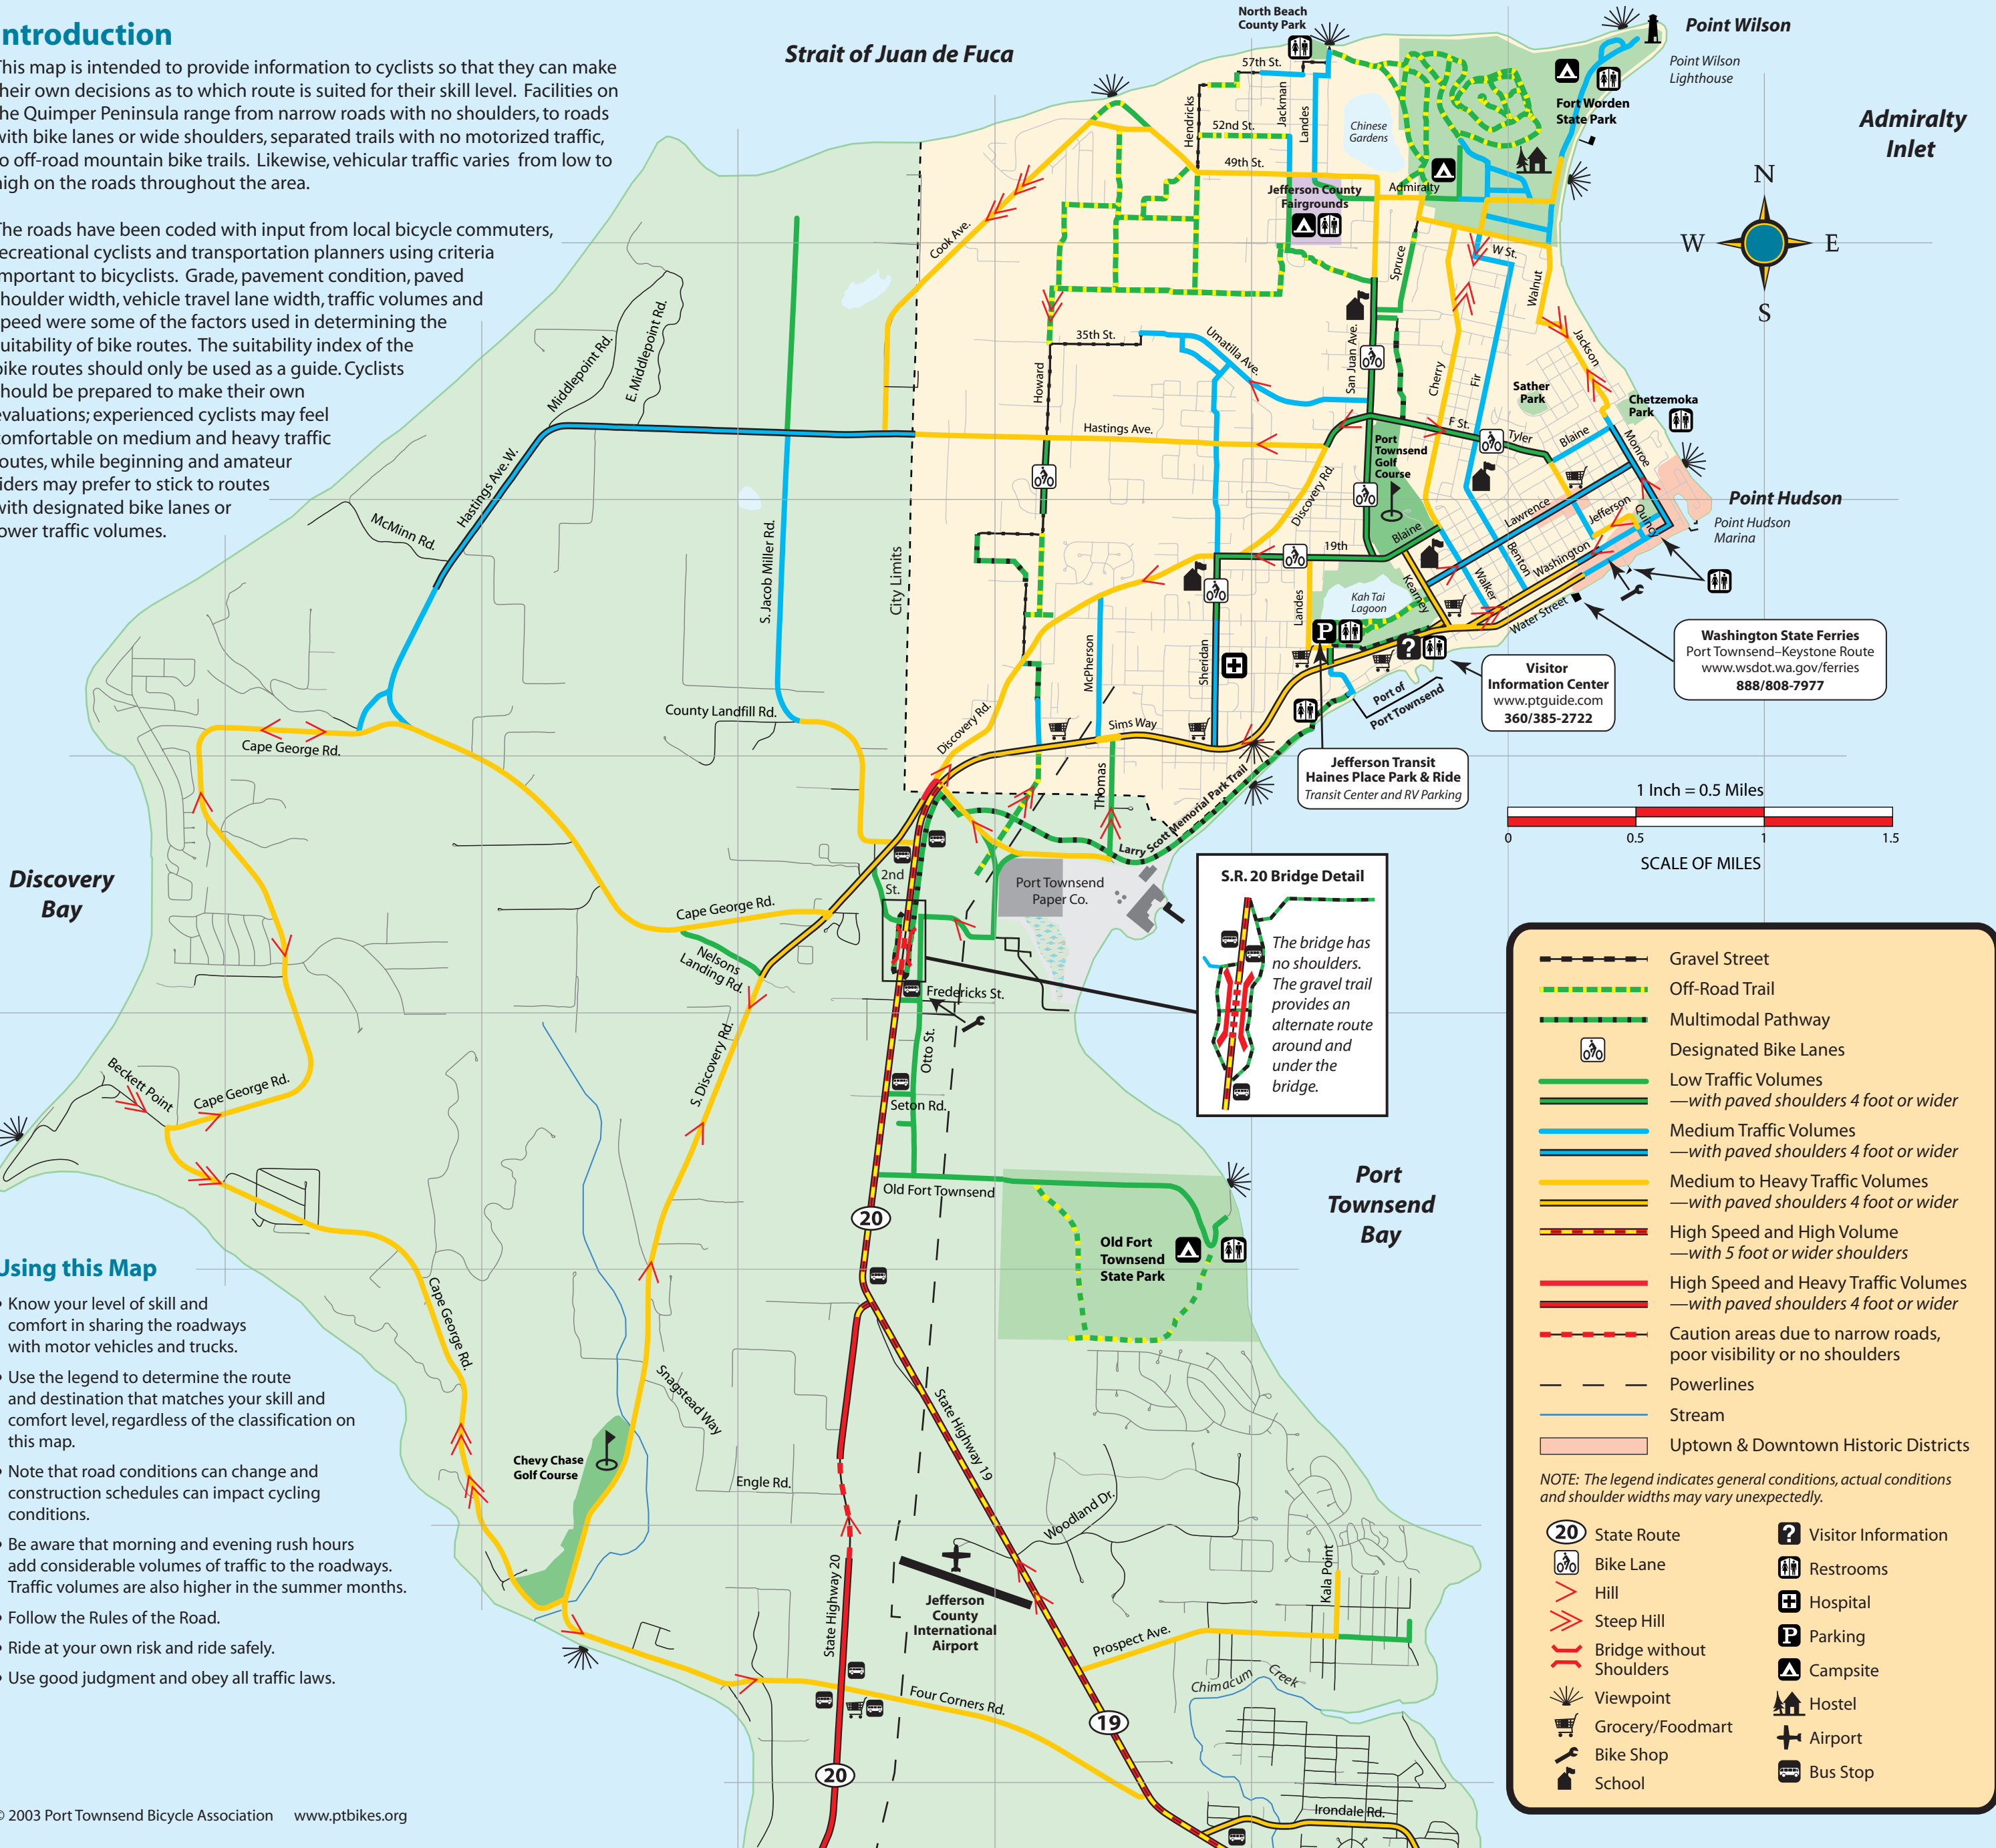 ntroduction
his map is intended to provide information to cyclists so that they can make
heir own decisions as to which route is suited for their skill level. Facilities on
he Quimper Peninsula range from narrow roads with no shoulders, to roads
with bike lanes or wide shoulders, separated trails with no motorized traffic,
o off-road mountain bike trails. Likewise, vehicular traffic varies from low to
high on the roads throughout the area.
he roads have been coded with input from local bicycle commuters,
ecreational cyclists and transportation planners using criteria
mportant to bicyclists. Grade, pavement condition, paved
houlder width, vehicle travel lane width, traffic volumes and
peed were some of the factors used in determining the
uitability of bike routes. The suitability index of the
bike routes should only be used as a guide. Cyclists
hould be prepared to make their own
evaluations; experienced cyclists may feel
comfortable on medium and heavy traffic
outes, while beginning and amateur
iders may prefer to stick to routes
with designated bike lanes or
ower traffic volumes.
Strait of Juan de Fuca
North Beach
County Park
Point Wilson
Point Wilson
Lighthouse
Admiralty
Inlet
N
W
E
S
Fort Worden
State Park
57th St.
Hendricks
Jackman
Landes
52nd St.
49th St.
Chinese
Gardens
Jefferson County
Fairgrounds
Admiralty
Cook Ave.
Spruce
W St.
Walnut
Jackson
35th St.
Umatilla Ave.
San Juan Ave.
Cherry
Fir
Sather
Park
Chetzemoka
Park
Howard
Hastings Ave.
F St.
Tyler
Blaine
Monroe
Port
Townsend
Golf
Course
Discovery Rd.
Lawrence
Jefferson
Quincy
Point Hudson
Point Hudson
Marina
Blaine
19th
Benton
Washington
Walker
Kearney
Water Street
Kah Tai
Lagoon
Landes
P
?
McPherson
Sheridan
Sims Way
Discovery Rd.
Thomas
Larry Scott Memorial Park Trail
Port of
Port Townsend
Washington State Ferries
Port Townsend–Keystone Route
www.wsdot.wa.gov/ferries
888/808-7977
Visitor
Information Center
www.ptguide.com
360/385-2722
Jefferson Transit
Haines Place Park & Ride
Transit Center and RV Parking
1 Inch = 0.5 Miles
0 0.5 1 1.5
SCALE OF MILES
Middlepoint Rd.
E. Middlepoint Rd.
Hastings Ave. W.
McMinn Rd.
S. Jacob Miller Rd.
City Limits
County Landfill Rd.
Cape George Rd.
Discovery
Bay
Cape George Rd.
Nelsons
Landing Rd.
2nd
St.
Port Townsend
Paper Co.
Fredericks St.
Otto St.
S. Discovery Rd.
Seton Rd.
Old Fort Townsend
Beckett Point
Cape George Rd.
Cape George Rd.
Old Fort
Townsend
State Park
Port
Townsend
Bay
20
S.R. 20 Bridge Detail
The bridge has
no shoulders.
The gravel trail
provides an
alternate route
around and
under the
bridge.
Snagstead Way
State Highway 19
Chevy Chase
Golf Course
Engle Rd.
Woodland Dr.
State Highway 20
Jefferson
County
International
Airport
Kala Point
Prospect Ave.
Chimacum Creek
Four Corners Rd.
19
20
Irondale Rd.
Using this Map
• Know your level of skill and
comfort in sharing the roadways
with motor vehicles and trucks.
• Use the legend to determine the route
and destination that matches your skill and
comfort level, regardless of the classification on
this map.
• Note that road conditions can change and
construction schedules can impact cycling
conditions.
• Be aware that morning and evening rush hours
add considerable volumes of traffic to the roadways.
Traffic volumes are also higher in the summer months.
• Follow the Rules of the Road.
• Ride at your own risk and ride safely.
• Use good judgment and obey all traffic laws.
© 2003 Port Townsend Bicycle Association www.ptbikes.org
Gravel Street
Off-Road Trail
Multimodal Pathway
Designated Bike Lanes
Low Traffic Volumes
—with paved shoulders 4 foot or wider
Medium Traffic Volumes
—with paved shoulders 4 foot or wider
Medium to Heavy Traffic Volumes
—with paved shoulders 4 foot or wider
High Speed and High Volume
—with 5 foot or wider shoulders
High Speed and Heavy Traffic Volumes
—with paved shoulders 4 foot or wider
Caution areas due to narrow roads,
poor visibility or no shoulders
Powerlines
Stream
Uptown & Downtown Historic Districts
NOTE: The legend indicates general conditions, actual conditions
and shoulder widths may vary unexpectedly.
20 State Route
Bike Lane
Hill
Steep Hill
Bridge without
Shoulders
Viewpoint
Grocery/Foodmart
Bike Shop
School
? Visitor Information
Restrooms
Hospital
P Parking
Campsite
Hostel
Airport
Bus Stop